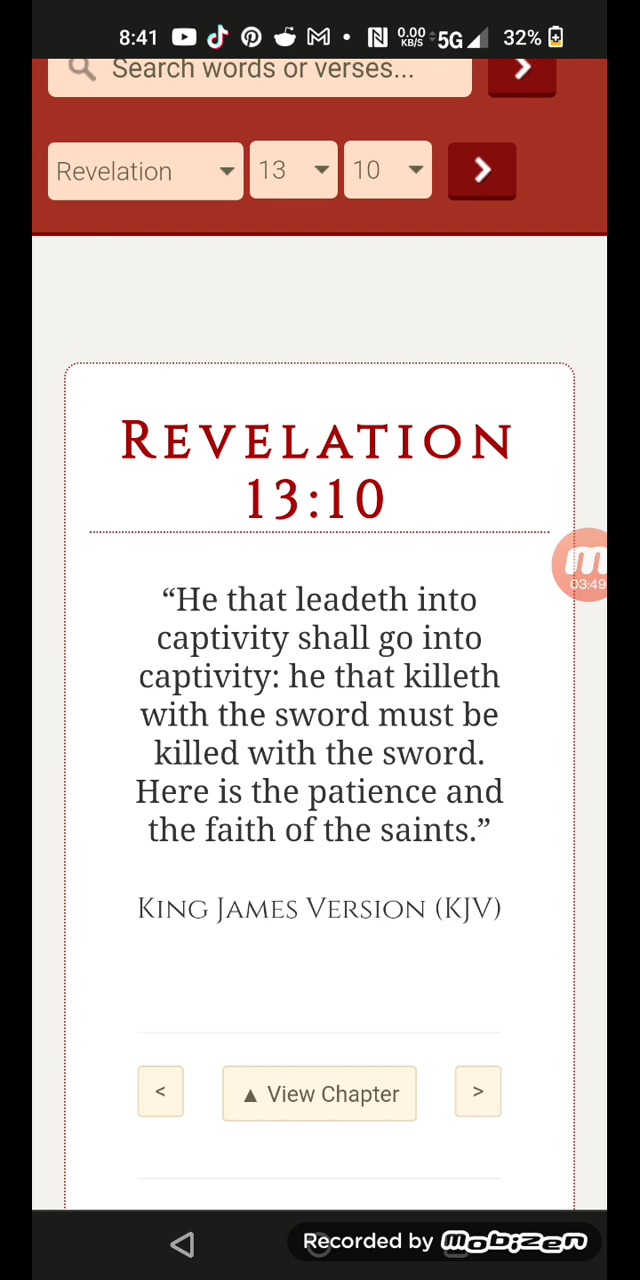 8:41 0.00 KB/S 5G 32%
Search words or verses...
Revelation 13 10
REVELATION
13:10
“He that leadeth into
captivity shall go into
captivity: he that killeth
with the sword must be
killed with the sword.
Here is the patience and
the faith of the saints.”
King James Version (KJV)
03:49
< ▲ View Chapter >
Recorded by mobizen